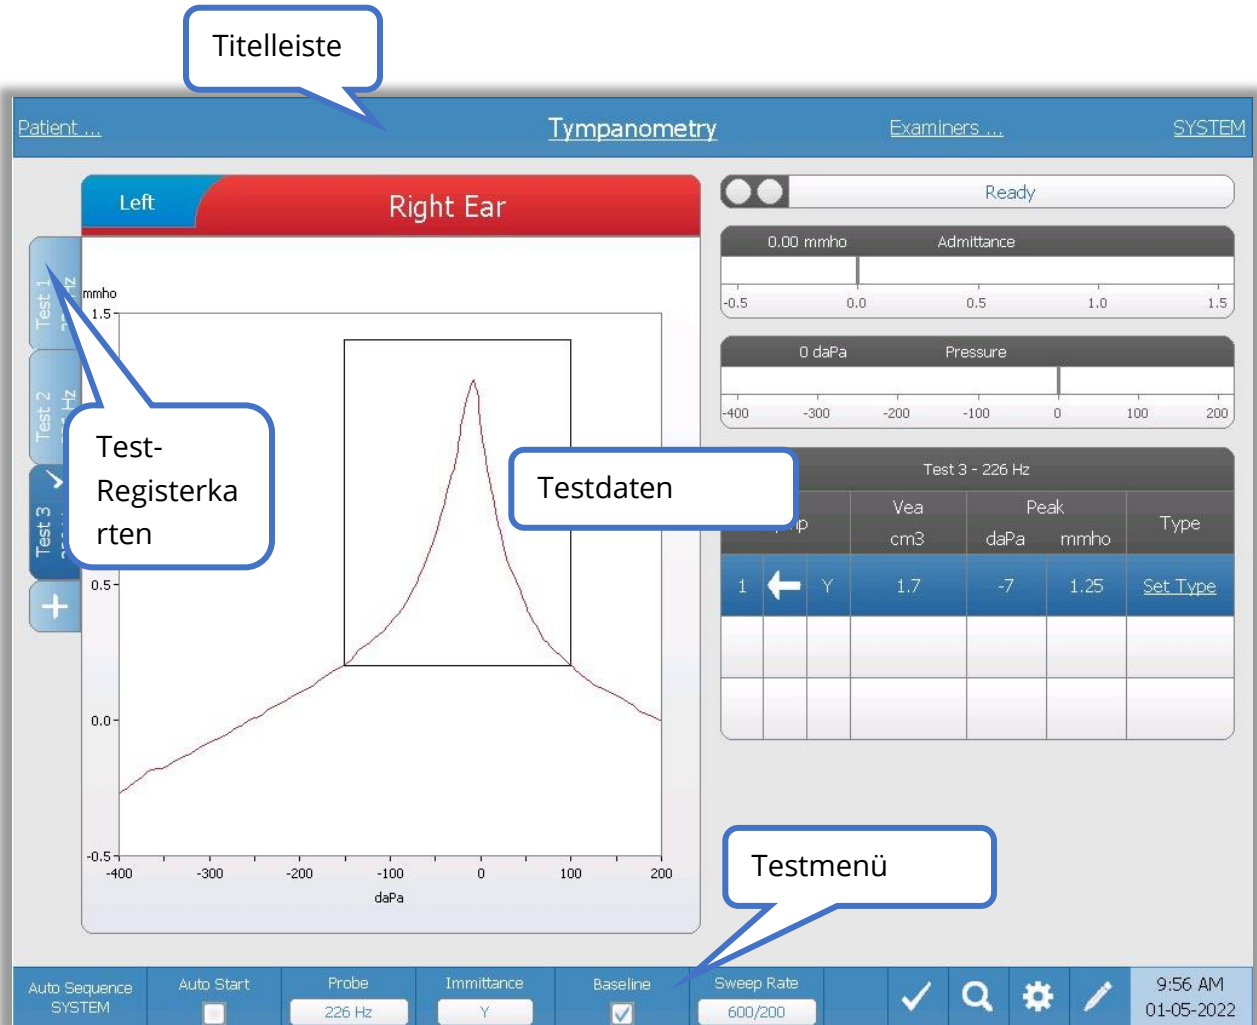 Titelleiste
Patient ...
Tympanometry
Examiners ...
SYSTEM
Left
Right Ear
Ready
0.00 mmho Admittance
-0.5 0.0 0.5 1.0 1.5
0 daPa Pressure
-400 -300 -200 -100 0 100 200
Test 1
Test 2
Test 3
Test-
Registerka
rten
mmho
1.5
0.5
0.0
-0.5
-400 -300 -200 -100 0 100 200
daPa
Testdaten
Test 3 - 226 Hz
Vea Peak
Type
cm3 daPa mmho
1 Y 1.7 -7 1.25 Set Type
Testmenü
Auto Sequence
SYSTEM
Auto Start
Probe
226 Hz
Immittance
Y
Baseline
Sweep Rate
600/200
9:56 AM
01-05-2022